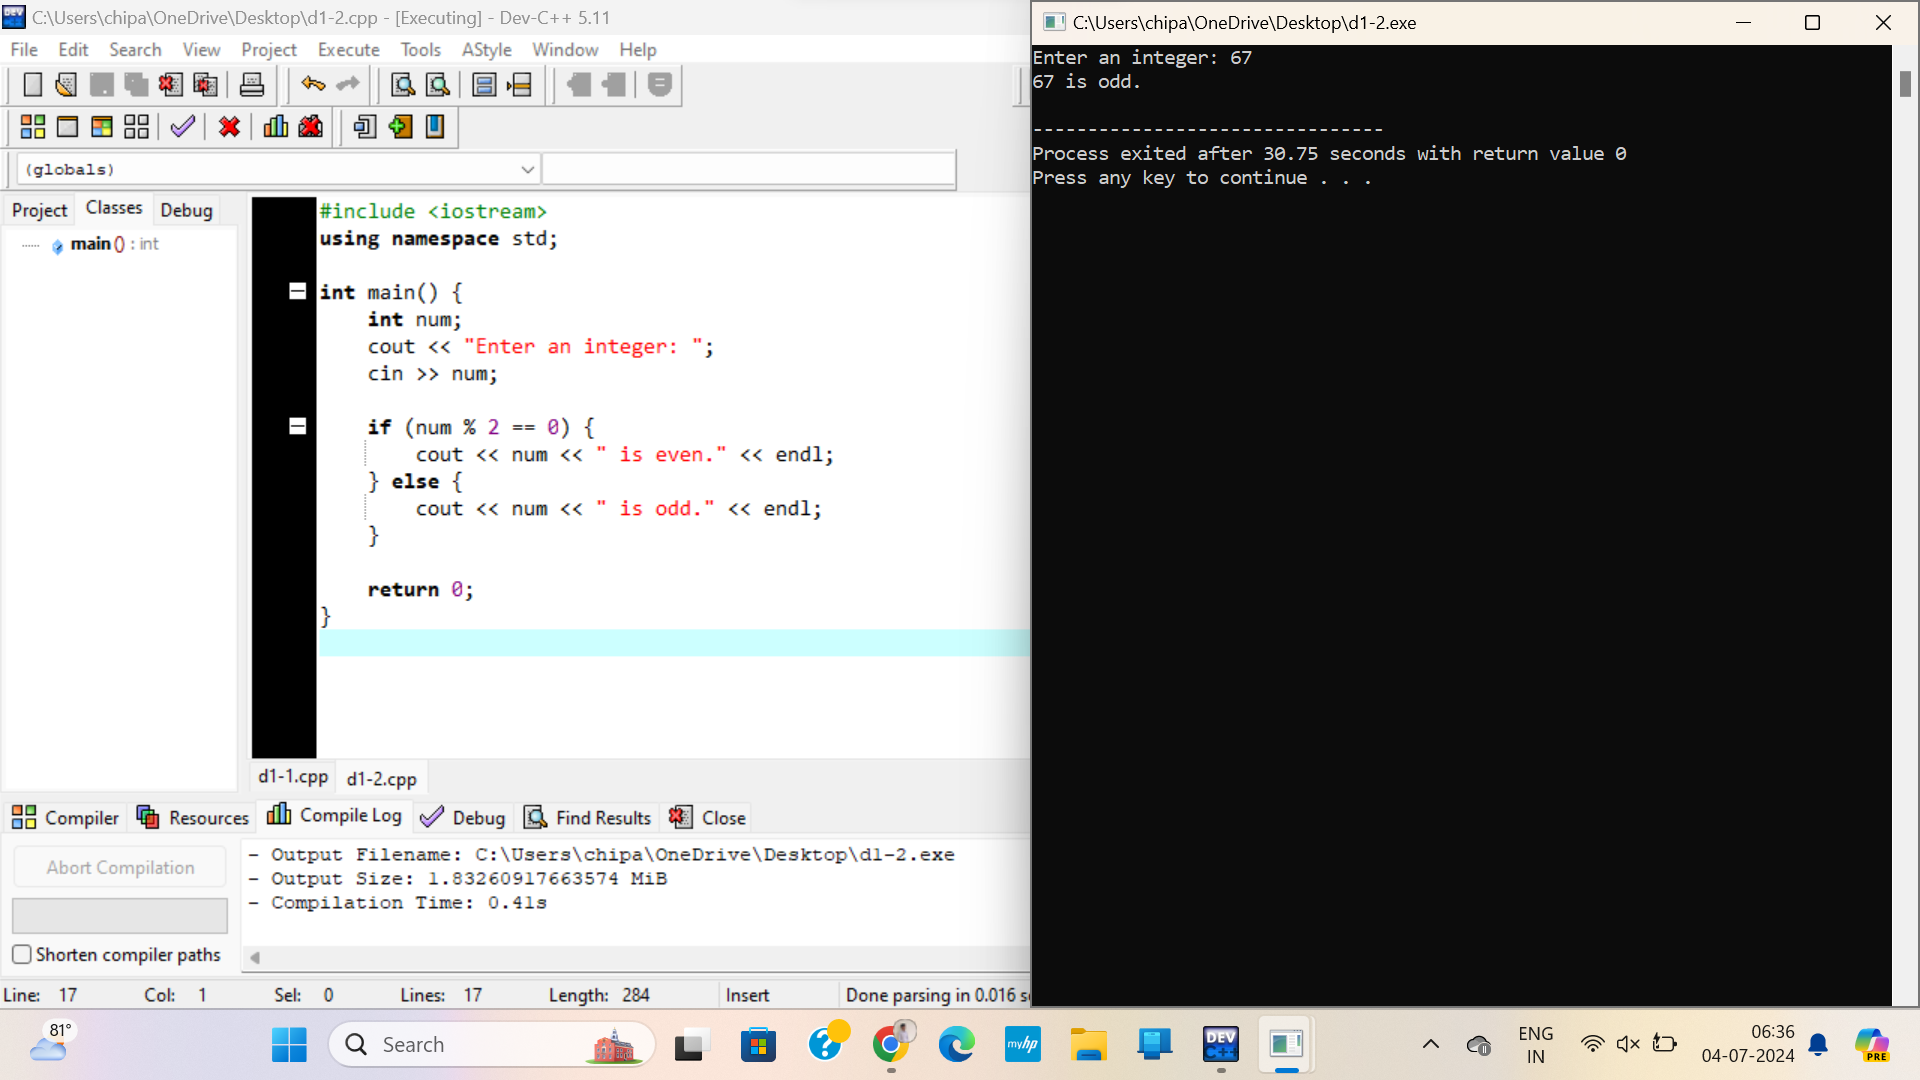 C:\Users\chipa\OneDrive\Desktop\d1-2.cpp - [Executing] - Dev-C++ 5.11
File Edit Search View Project Execute Tools AStyle Window Help
(globals)
Project Classes Debug
main () : int
#include <iostream>
using namespace std;
int main() {
    int num;
    cout << "Enter an integer: ";
    cin >> num;
    if (num % 2 == 0) {
        cout << num << " is even." << endl;
    } else {
        cout << num << " is odd." << endl;
    }
    return 0;
}
d1-1.cpp d1-2.cpp
Compiler Resources Compile Log Debug Find Results Close
Abort Compilation
Shorten compiler paths
- Output Filename: C:\Users\chipa\OneDrive\Desktop\d1-2.exe
- Output Size: 1.83260917663574 MiB
- Compilation Time: 0.41s
Line: 17 Col: 1 Sel: 0 Lines: 17 Length: 284 Insert Done parsing in 0.016 s
C:\Users\chipa\OneDrive\Desktop\d1-2.exe
Enter an integer: 67
67 is odd.
--------------------------------
Process exited after 30.75 seconds with return value 0
Press any key to continue . . .
81°
Search
myhp
DEV
C++
ENG
IN
06:36
04-07-2024
PRE